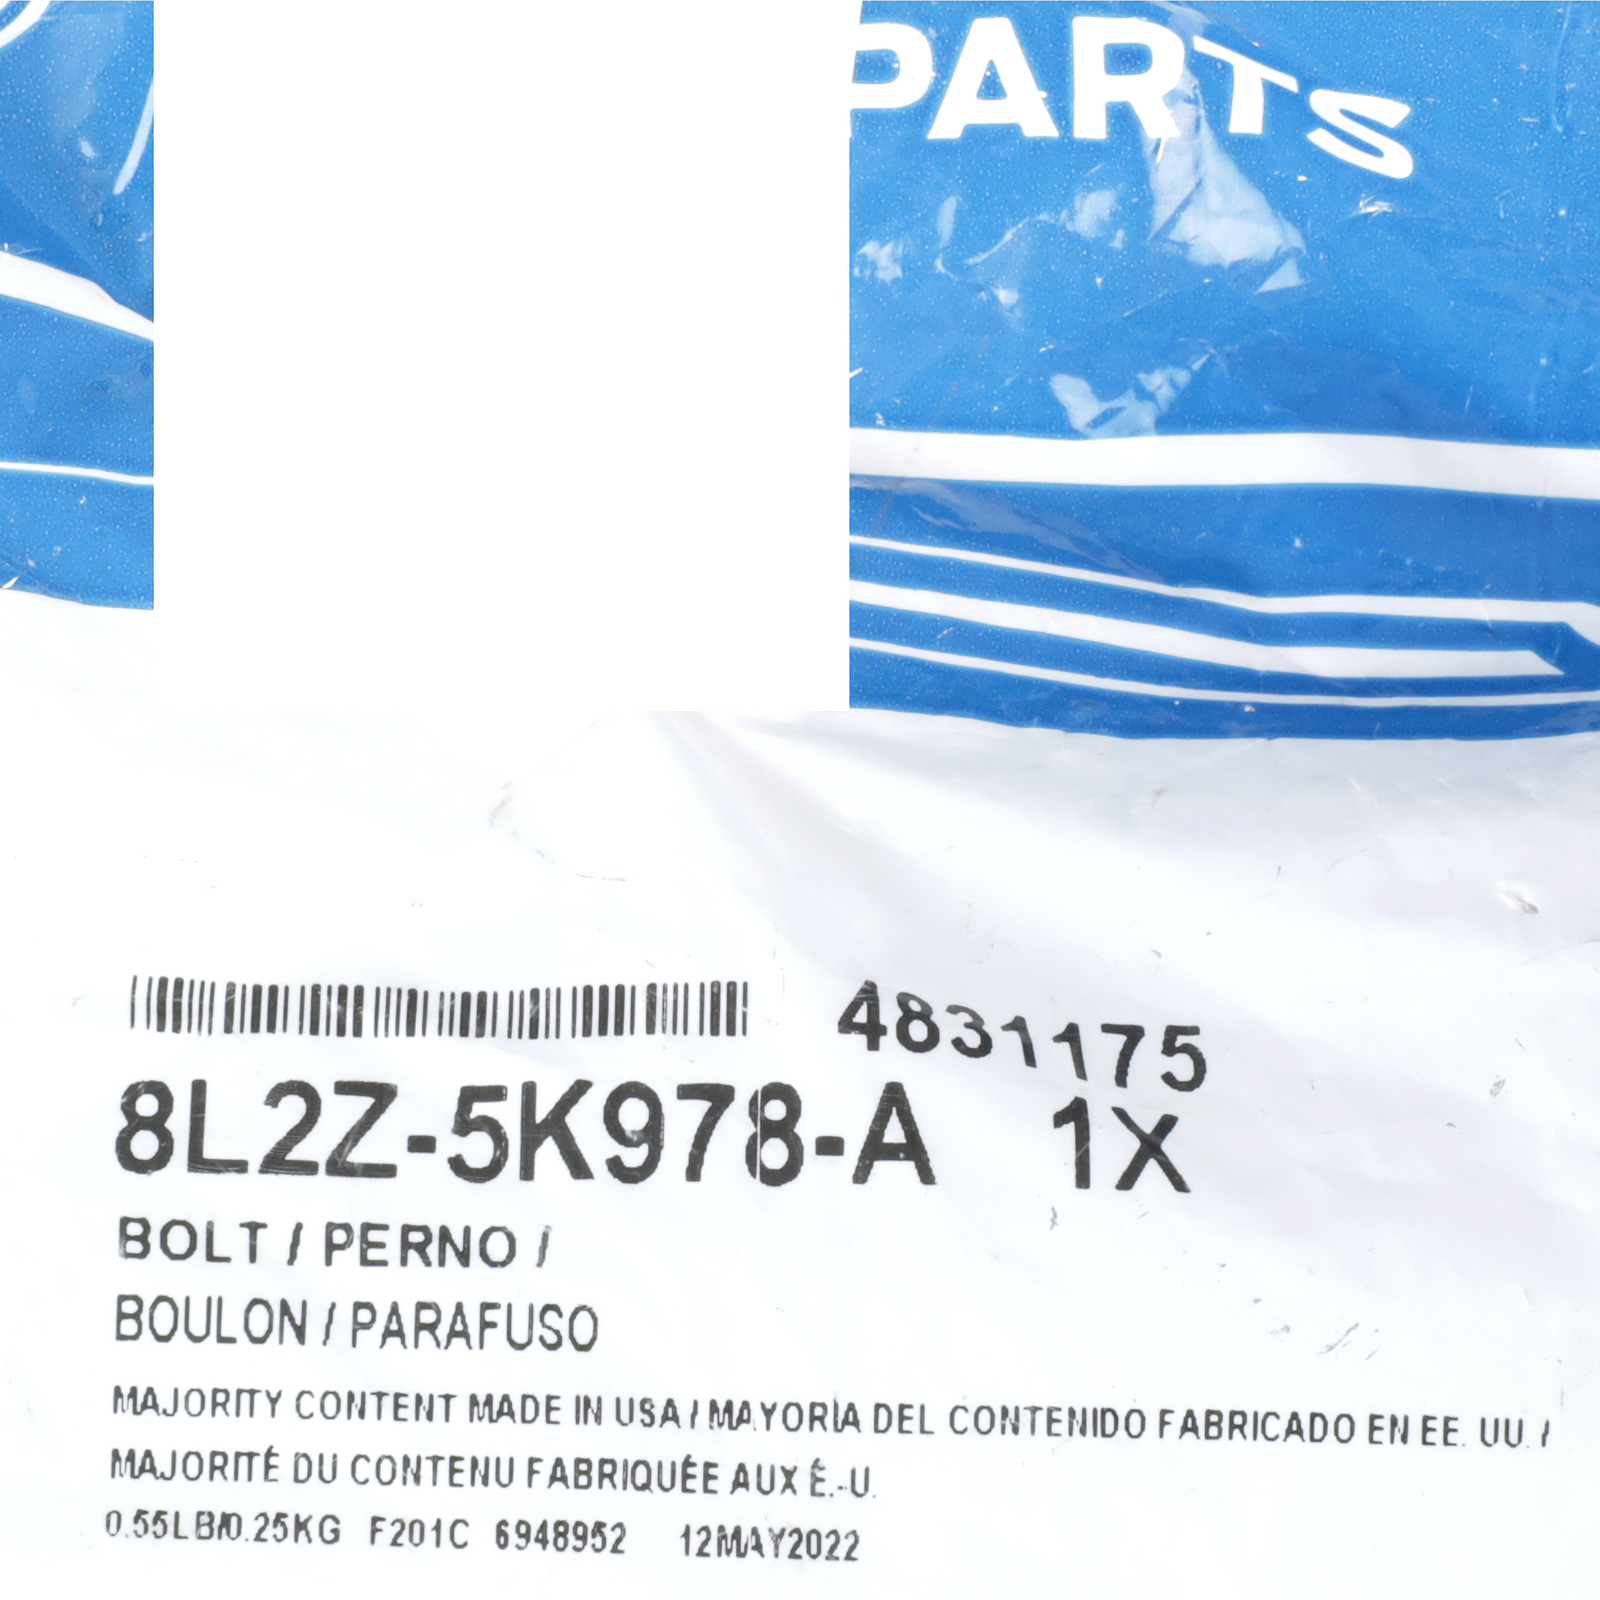 PARTS
4831175
8L2Z-5K978-A 1X
BOLT / PERNO /
BOULON / PARAFUSO
MAJORITY CONTENT MADE IN USA / MAYORÍA DEL CONTENIDO FABRICADO EN EE. UU. /
MAJORITÉ DU CONTENU FABRIQUÉE AUX É.-U.
0.55LB/0.25KG F201C 6948952 12MAY2022